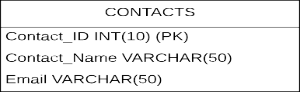 CONTACTS
Contact_ID INT(10) (PK)
Contact_Name VARCHAR(50)
Email VARCHAR(50)